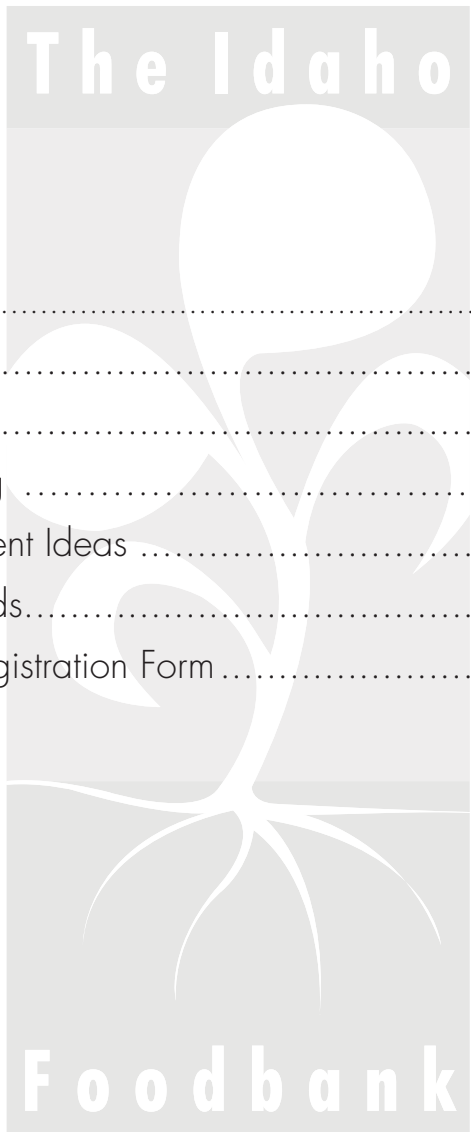 The Idaho
....................................................
....................................................
....................................................
g ....................................................
ent Ideas ....................................
ds....................................................
gistration Form ...........................
Foodbank